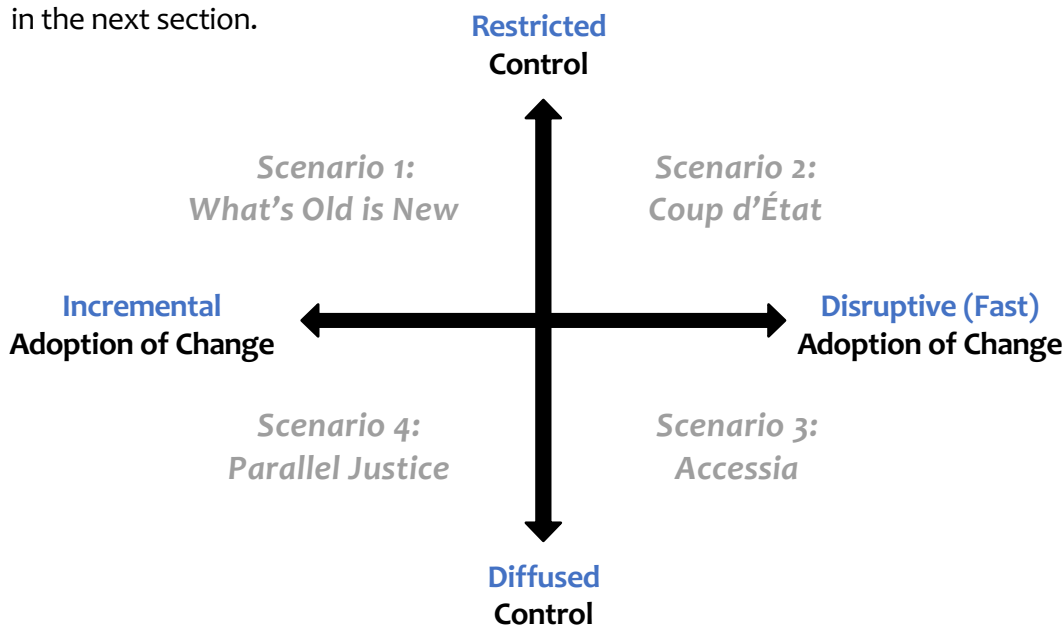 in the next section.
Restricted
Control
Scenario 1:
What's Old is New
Scenario 2:
Coup d'État
Incremental
Adoption of Change
Disruptive (Fast)
Adoption of Change
Scenario 4:
Parallel Justice
Scenario 3:
Accessia
Diffused
Control